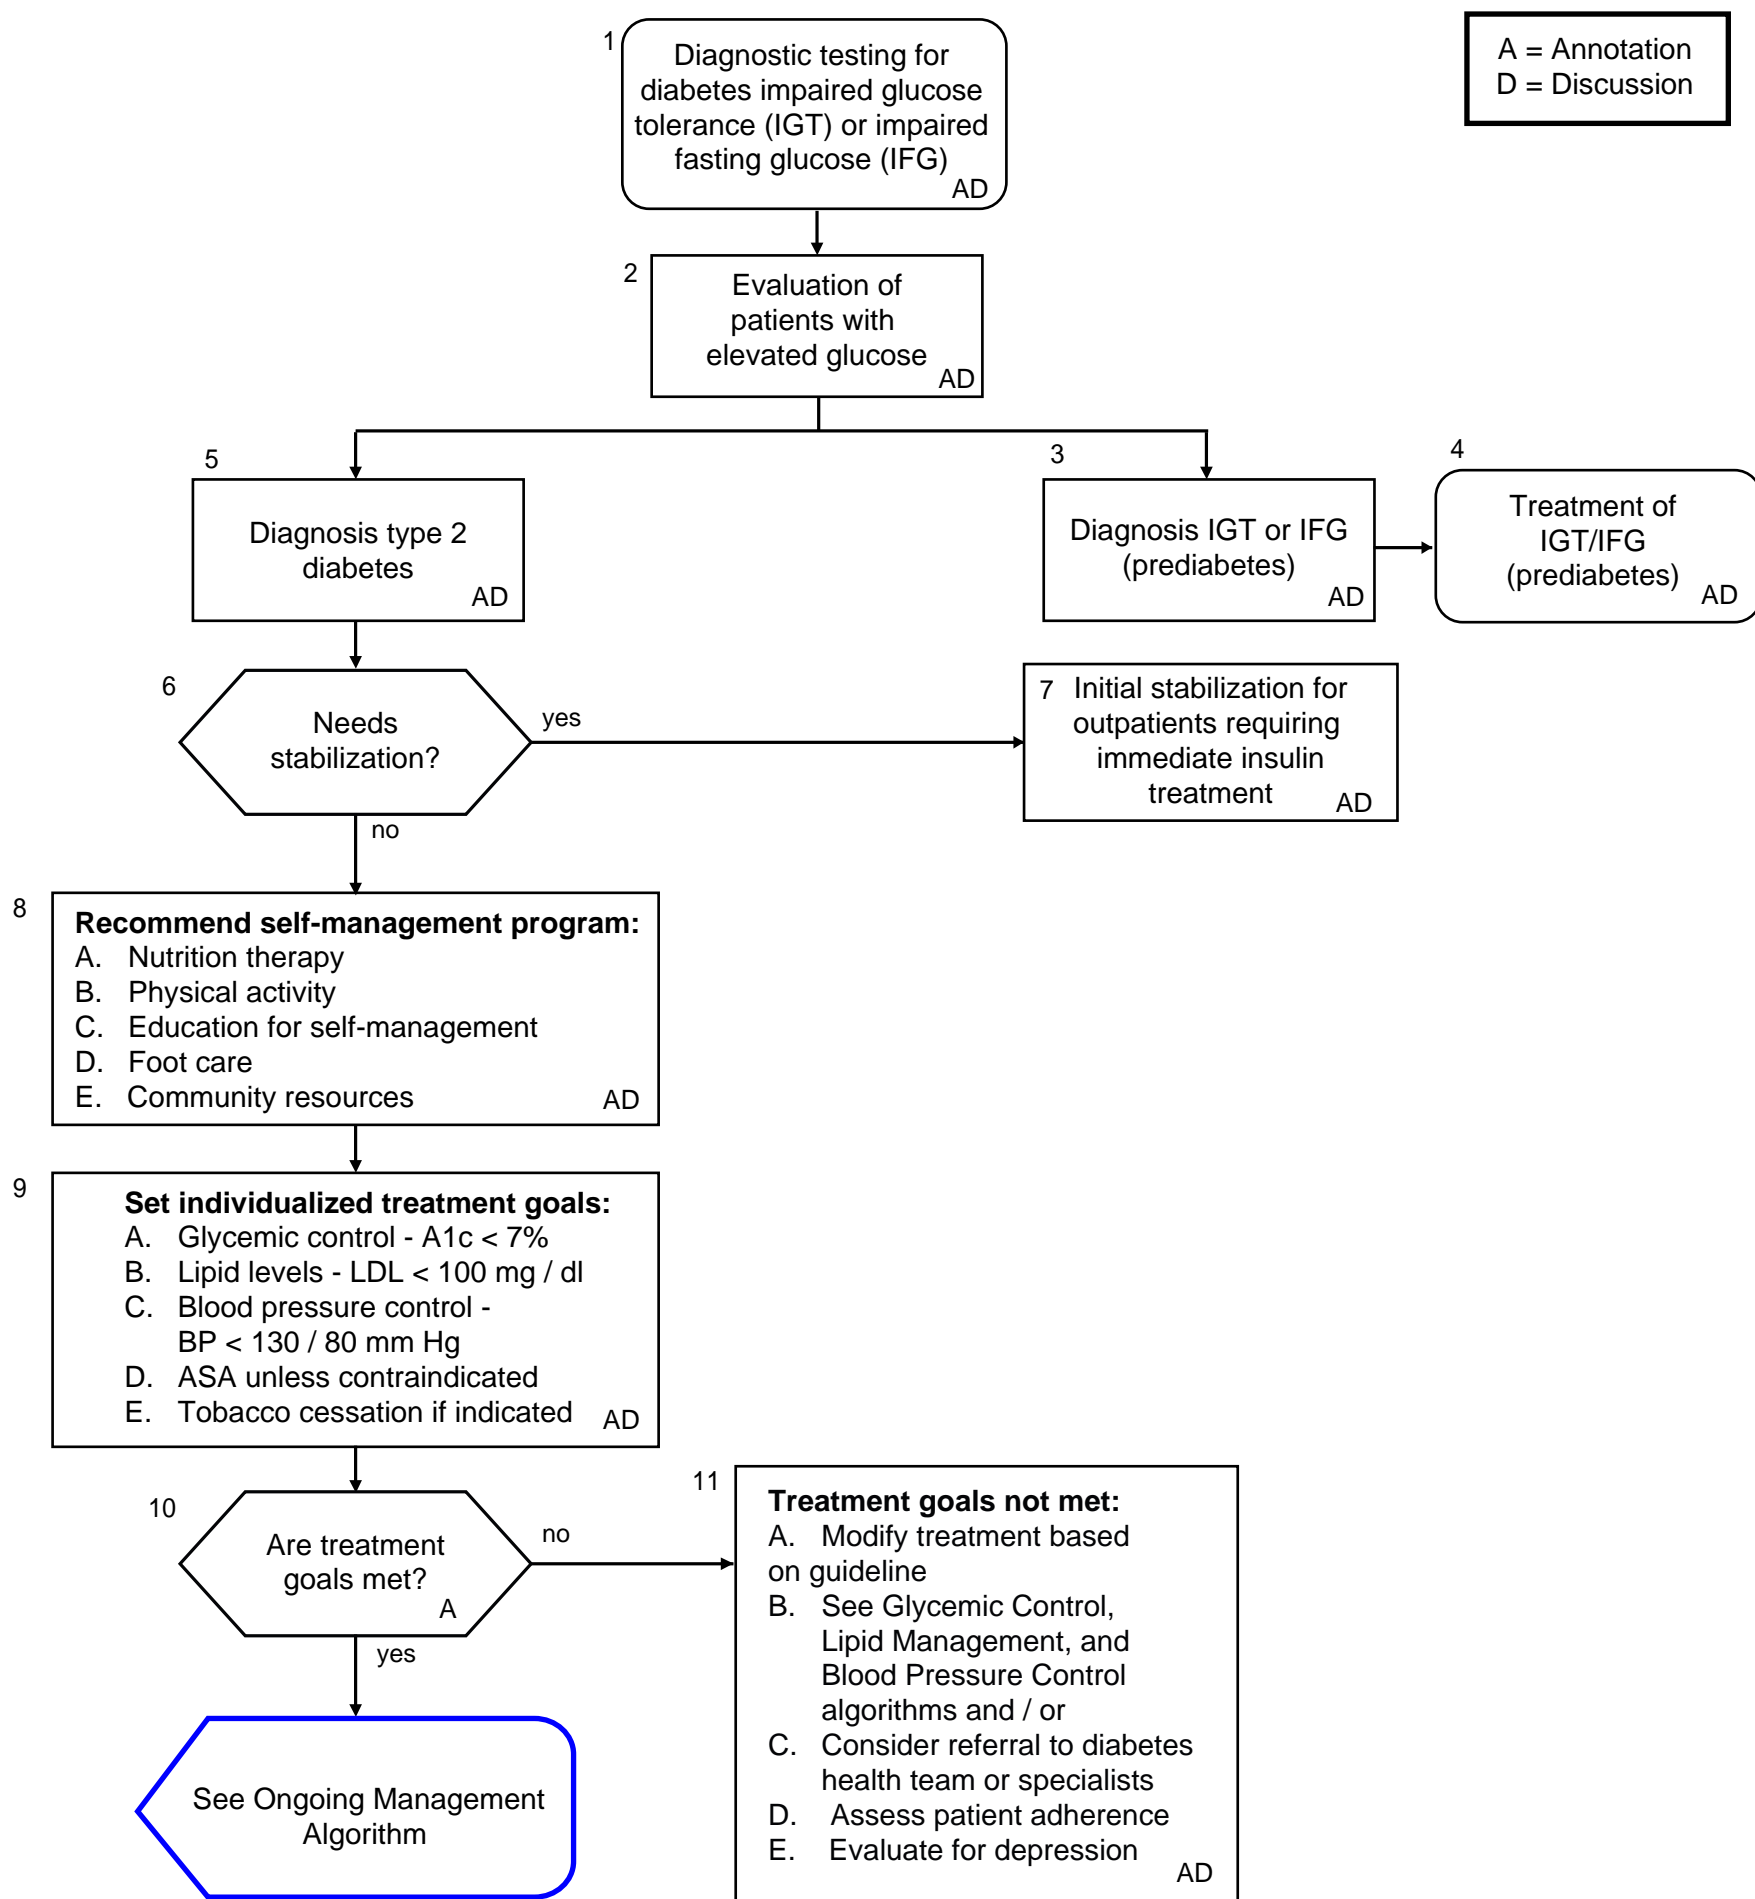 1
Diagnostic testing for
diabetes impaired glucose
tolerance (IGT) or impaired
fasting glucose (IFG)
AD
A = Annotation
D = Discussion
2
Evaluation of
patients with
elevated glucose
AD
5
Diagnosis type 2
diabetes
AD
3
Diagnosis IGT or IFG
(prediabetes)
AD
4
Treatment of
IGT/IFG
(prediabetes)
AD
6
Needs
stabilization?
yes
no
7 Initial stabilization for
outpatients requiring
immediate insulin
treatment
AD
8
Recommend self-management program:
A. Nutrition therapy
B. Physical activity
C. Education for self-management
D. Foot care
E. Community resources
AD
9
Set individualized treatment goals:
A. Glycemic control - A1c < 7%
B. Lipid levels - LDL < 100 mg / dl
C. Blood pressure control -
BP < 130 / 80 mm Hg
D. ASA unless contraindicated
E. Tobacco cessation if indicated
AD
10
Are treatment
goals met?
A
no
yes
11
Treatment goals not met:
A. Modify treatment based
on guideline
B. See Glycemic Control,
Lipid Management, and
Blood Pressure Control
algorithms and / or
C. Consider referral to diabetes
health team or specialists
D. Assess patient adherence
E. Evaluate for depression
AD
See Ongoing Management
Algorithm